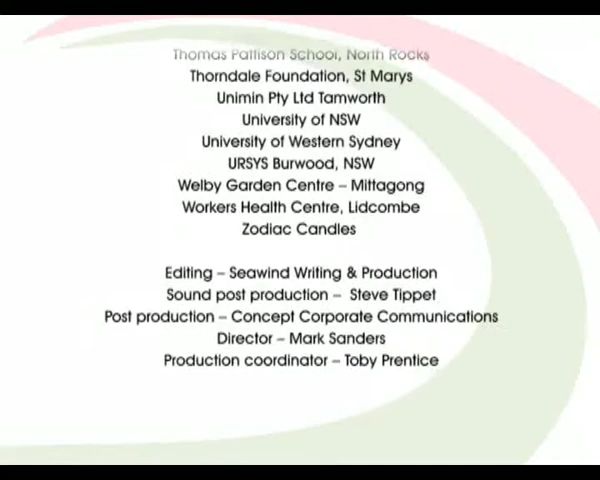 Thomas Pattison School, North Rocks
Thorndale Foundation, St Marys
Unimin Pty Ltd Tamworth
University of NSW
University of Western Sydney
URSYS Burwood, NSW
Welby Garden Centre – Mittagong
Workers Health Centre, Lidcombe
Zodiac Candles
Editing – Seawind Writing & Production
Sound post production – Steve Tippet
Post production – Concept Corporate Communications
Director – Mark Sanders
Production coordinator – Toby Prentice